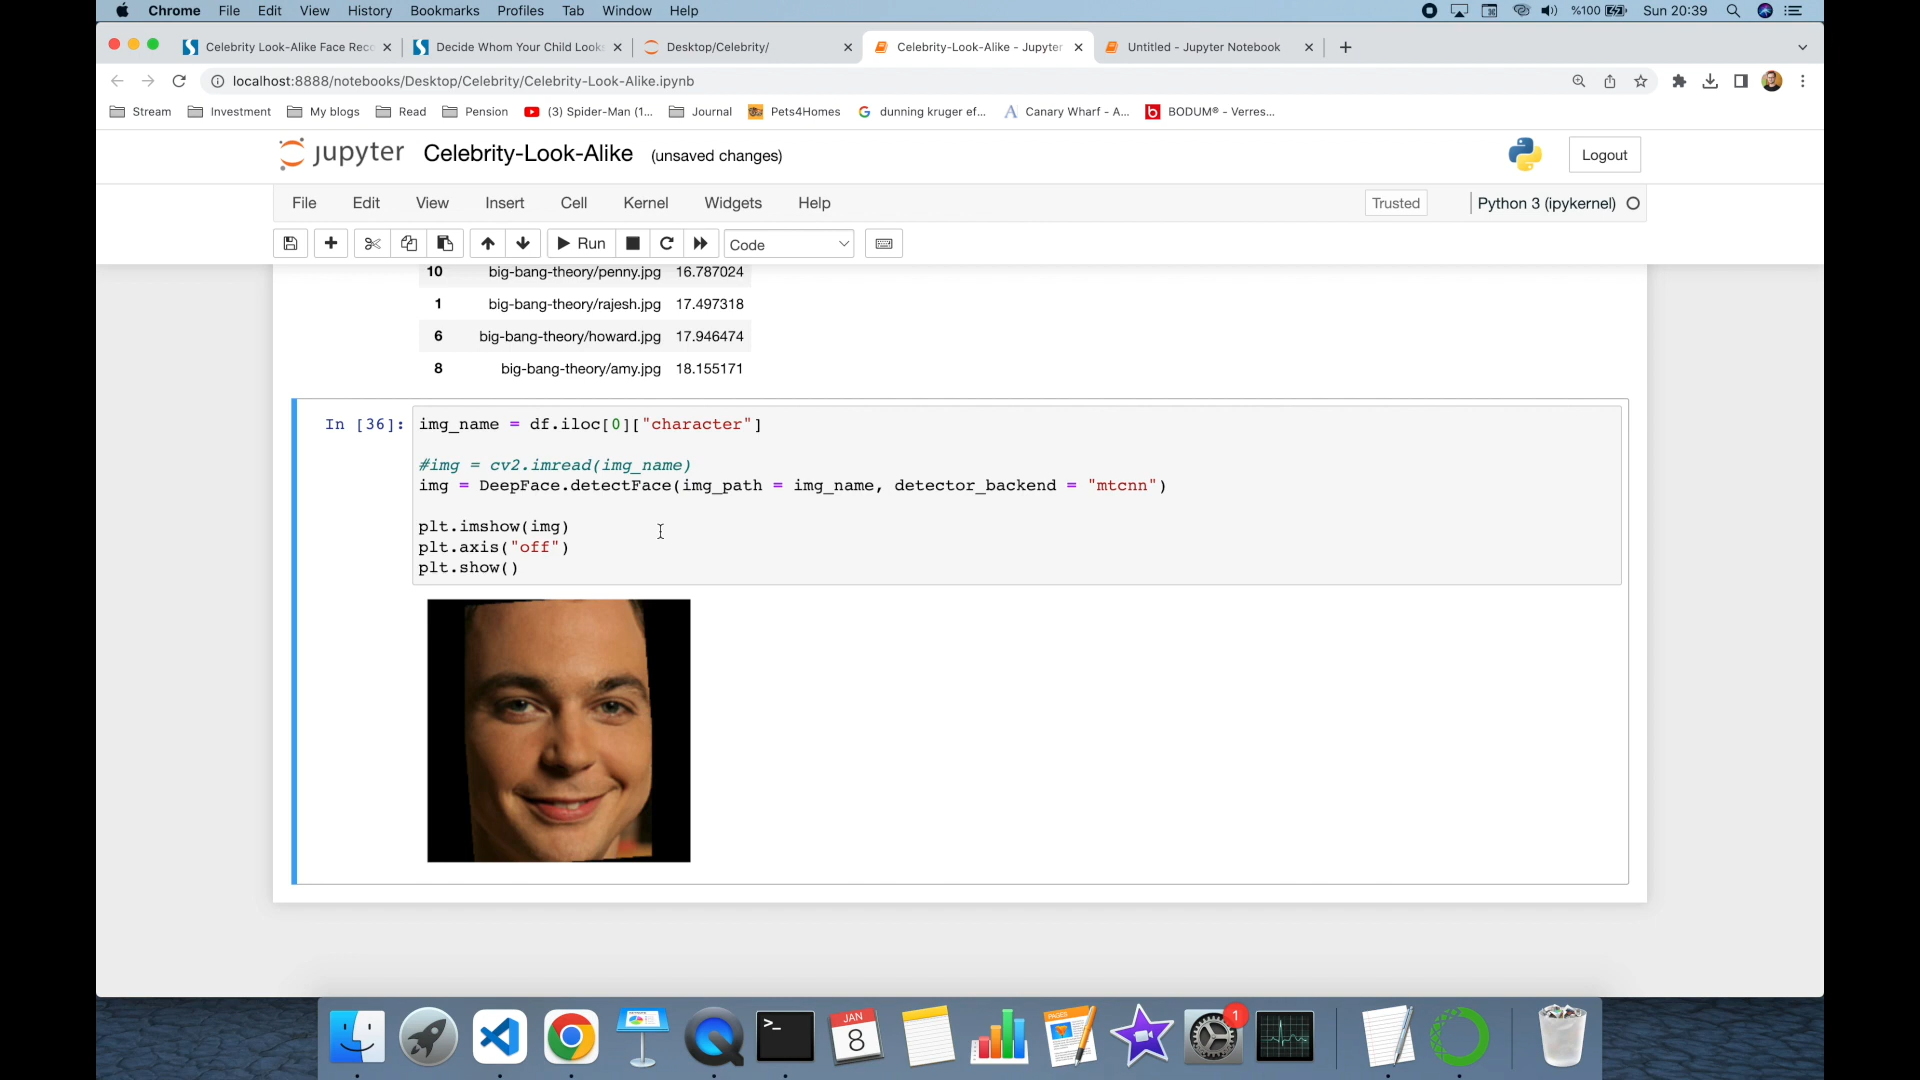 Chrome File Edit View History Bookmarks Profiles Tab Window Help %100 Sun 20:39
Celebrity Look-Alike Face Reco
Decide Whom Your Child Looks
Desktop/Celebrity/
Celebrity-Look-Alike - Jupyter
Untitled - Jupyter Notebook
localhost:8888/notebooks/Desktop/Celebrity/Celebrity-Look-Alike.ipynb
Stream Investment My blogs Read Pension (3) Spider-Man (1... Journal Pets4Homes dunning kruger ef... Canary Wharf - A... BODUM® - Verres...
jupyter Celebrity-Look-Alike (unsaved changes) Logout
File Edit View Insert Cell Kernel Widgets Help Trusted Python 3 (ipykernel)
Run Code
10 big-bang-theory/penny.jpg 16.787024
1 big-bang-theory/rajesh.jpg 17.497318
6 big-bang-theory/howard.jpg 17.946474
8 big-bang-theory/amy.jpg 18.155171
In [36]: img_name = df.iloc[0]["character"]
#img = cv2.imread(img_name)
img = DeepFace.detectFace(img_path = img_name, detector_backend = "mtcnn")
plt.imshow(img)
plt.axis("off")
plt.show()
>_
JAN
8
PAGES
1